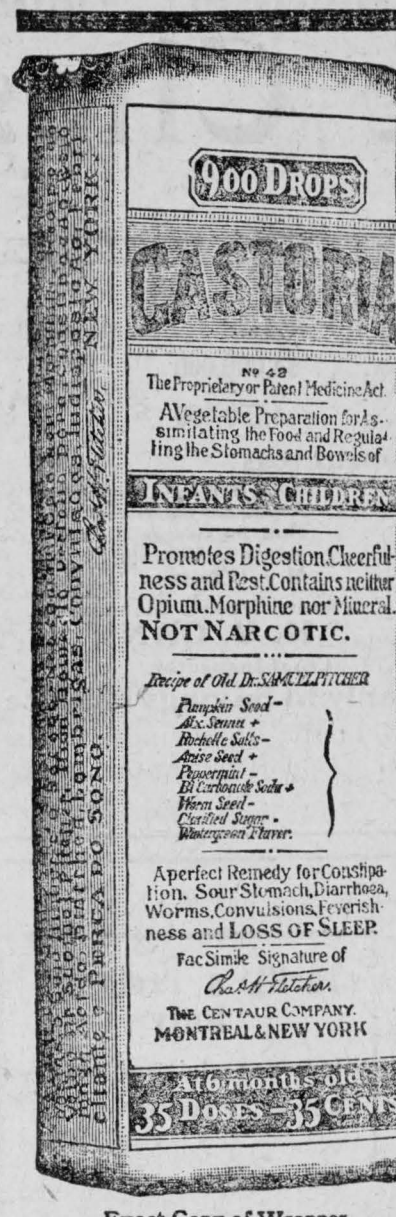 900 DROPS
CASTORIA
Nº 42
The Proprietary or Patent Medicine Act.
A Vegetable Preparation for As-
similating the Food and Regula-
ting the Stomachs and Bowels of
INFANTS CHILDREN
Promotes Digestion. Cheerful-
ness and Rest. Contains neither
Opium. Morphine nor Mineral.
NOT NARCOTIC.
Recipe of Old Dr. SAMUEL PITCHER
Pumpkin Seed -
Alx. Senna +
Rochelle Salts -
Anise Seed +
Peppermint -
Bi Carbonate Soda +
Worm Seed -
Clarified Sugar -
Wintergreen Flavor.
A perfect Remedy for Constipa-
tion. Sour Stomach, Diarrhoea,
Worms, Convulsions, Feverish-
ness and LOSS OF SLEEP.
Fac Simile Signature of
Chas H Fletcher.
THE CENTAUR COMPANY.
MONTREAL & NEW YORK
At 6 months old
35 DOSES - 35 CENTS
NEW YORK.
Chas H Fletcher.
e PERCA DO SONO.
Exact Copy of Wrapper